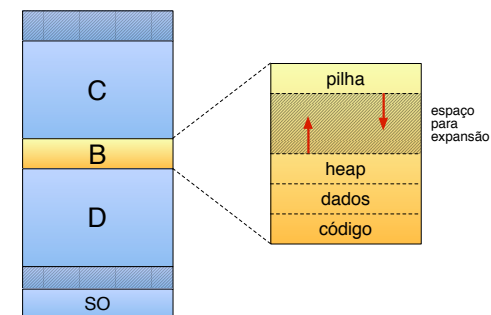 C
B
D
SO
pilha
espaço
para
expansão
heap
dados
código